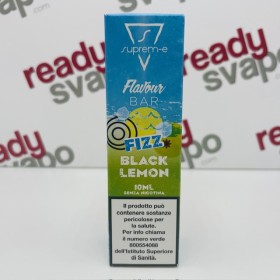 suprem-e
Flavour
BAR
FIZZ
BLACK
LEMON
10ML
SENZA NICOTINA
Il prodotto può
contenere sostanze
pericolose per
la salute.
Per info chiama
il numero verde
800554088
dell'Istituto Superiore
di Sanità.
ready
svapo
ready
svapo
ready
svapo